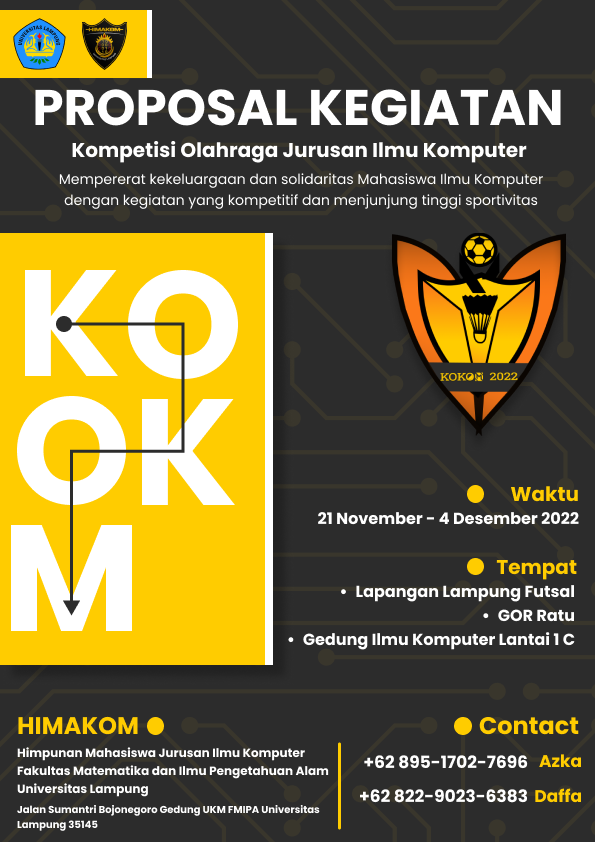 UNIVERSITAS LAMPUNG
HIMAKOM
PROPOSAL KEGIATAN
Kompetisi Olahraga Jurusan Ilmu Komputer
Mempererat kekeluargaan dan solidaritas Mahasiswa Ilmu Komputer
dengan kegiatan yang kompetitif dan menjunjung tinggi sportivitas
KO
OK
M
KOKOM 2022
Waktu
21 November - 4 Desember 2022
Tempat
• Lapangan Lampung Futsal
• GOR Ratu
• Gedung Ilmu Komputer Lantai 1 C
HIMAKOM
Himpunan Mahasiswa Jurusan Ilmu Komputer
Fakultas Matematika dan Ilmu Pengetahuan Alam
Universitas Lampung
Jalan Sumantri Bojonegoro Gedung UKM FMIPA Universitas
Lampung 35145
Contact
+62 895-1702-7696 Azka
+62 822-9023-6383 Daffa